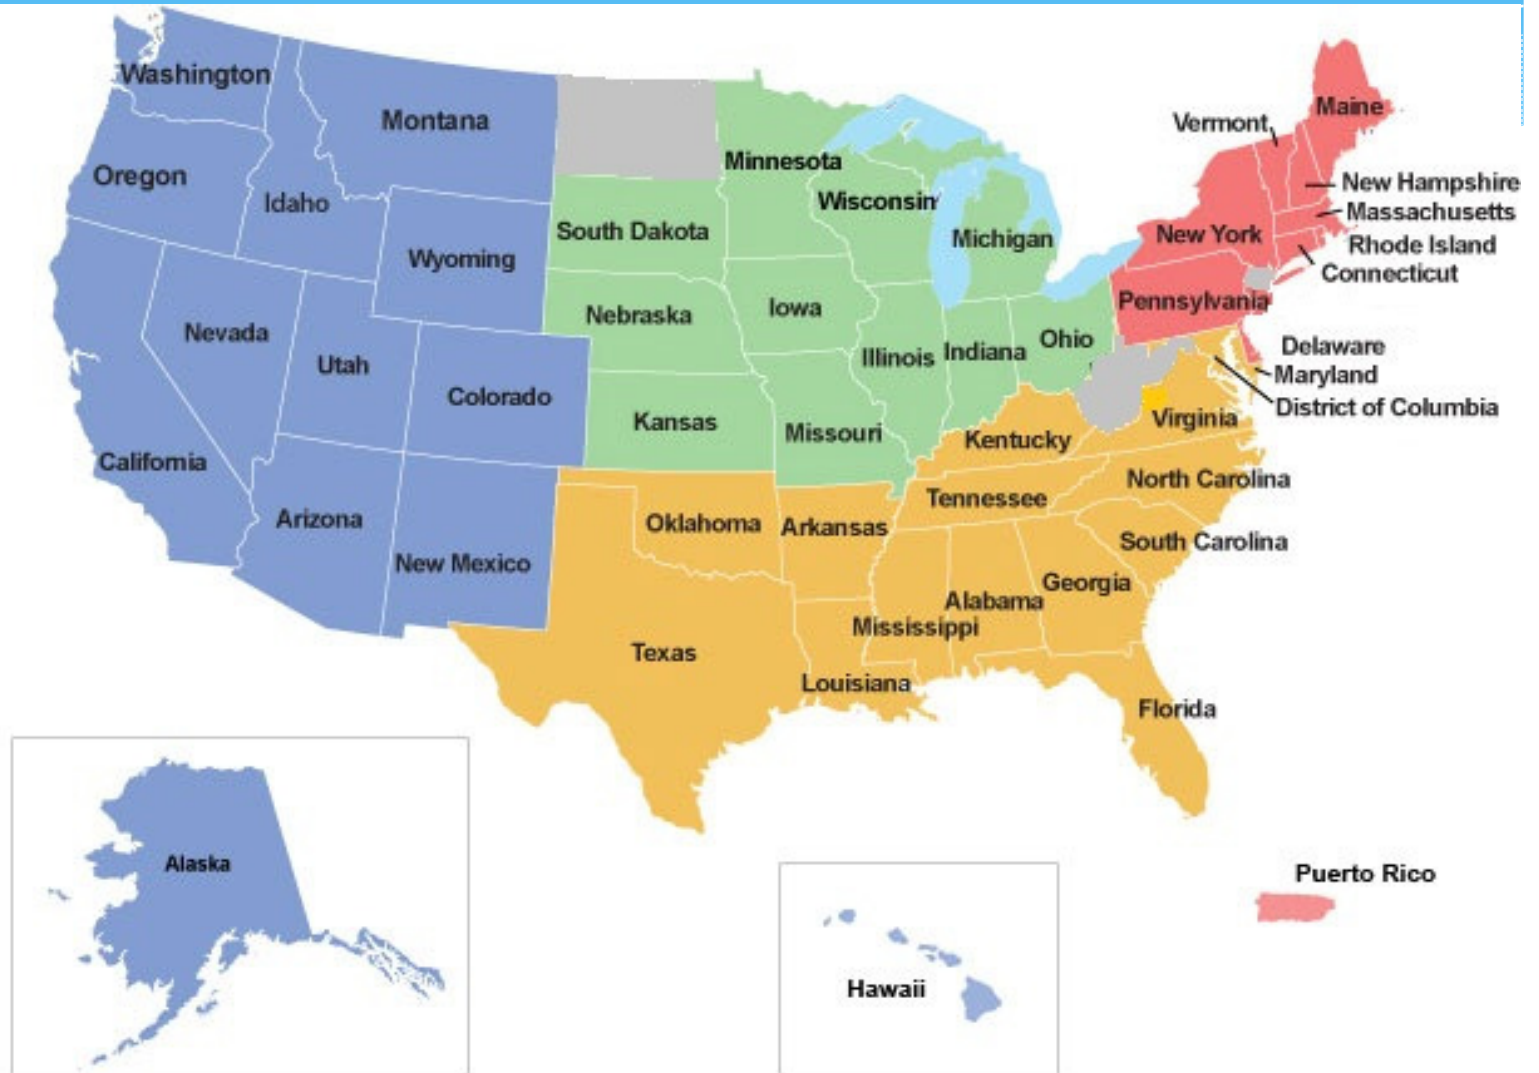 Washington
Montana
Maine
Vermont
Minnesota
Oregon
New Hampshire
Wisconsin
Idaho
Massachusetts
South Dakota
New York
Michigan
Rhode Island
Wyoming
Connecticut
Pennsylvania
Iowa
Nebraska
Nevada
Ohio
Delaware
Illinois
Indiana
Utah
Maryland
Colorado
District of Columbia
Virginia
Kansas
Missouri
Kentucky
California
North Carolina
Tennessee
Arizona
Oklahoma
Arkansas
South Carolina
New Mexico
Georgia
Alabama
Mississippi
Texas
Louisiana
Florida
Alaska
Puerto Rico
Hawaii